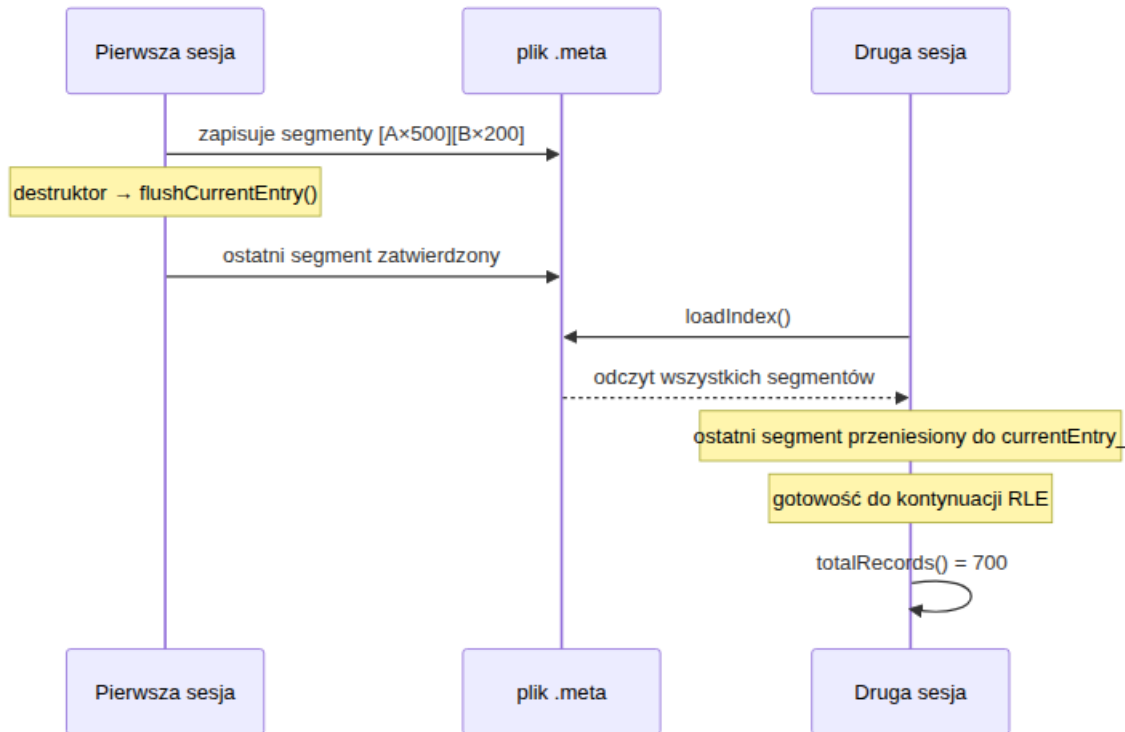 Pierwsza sesja
plik .meta
Druga sesja
zapisuje segmenty [A×500][B×200]
destruktor → flushCurrentEntry()
ostatni segment zatwierdzony
loadIndex()
odczyt wszystkich segmentów
ostatni segment przeniesiony do currentEntry_
gotowość do kontynuacji RLE
totalRecords() = 700
Pierwsza sesja
plik .meta
Druga sesja